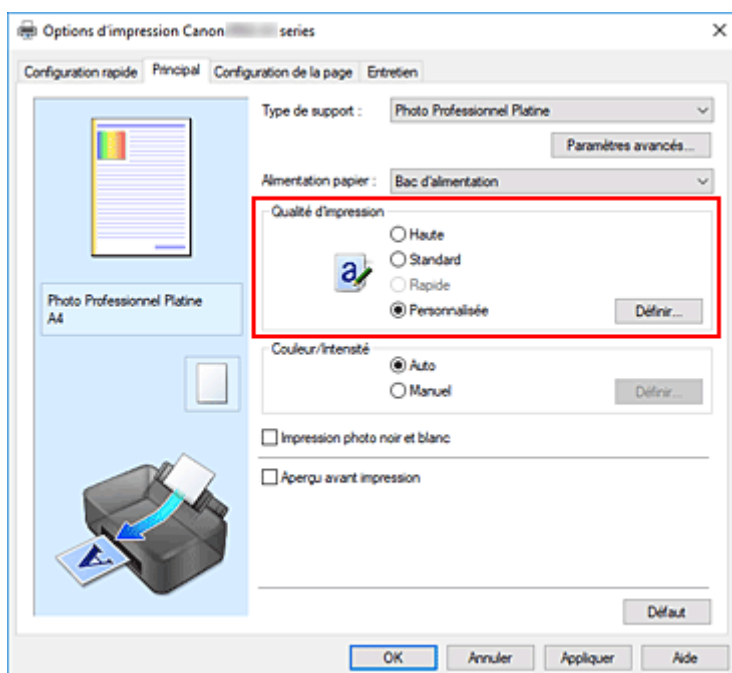 Options d'impression Canon series
Configuration rapide Principal Configuration de la page Entretien
Type de support : Photo Professionnel Platine
Paramètres avancés...
Alimentation papier : Bac d'alimentation
Qualité d'impression
Haute
Standard
Rapide
Personnalisée Définir...
Photo Professionnel Platine
A4
Couleur/Intensité
Auto
Manuel Définir...
Impression photo noir et blanc
Aperçu avant impression
Défaut
OK Annuler Appliquer Aide